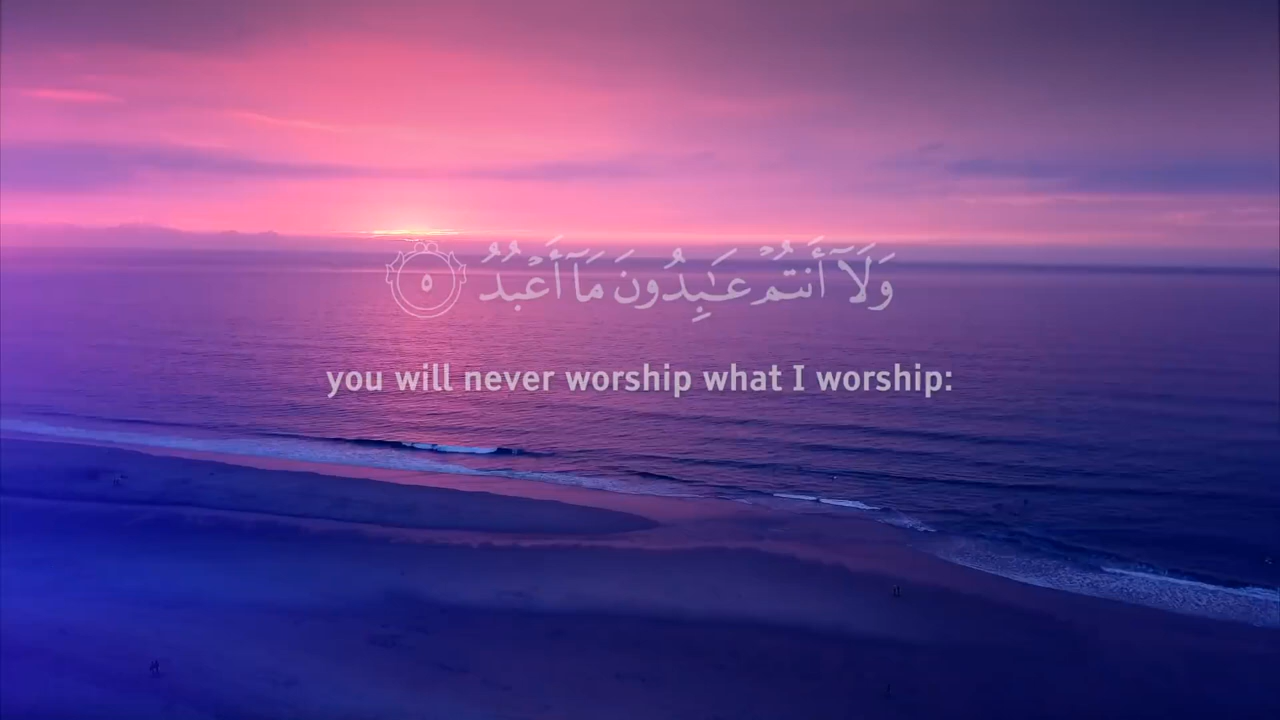 وَلَآ أَنتُمْ عَٰبِدُونَ مَآ أَعْبُدُ ٥
you will never worship what I worship: